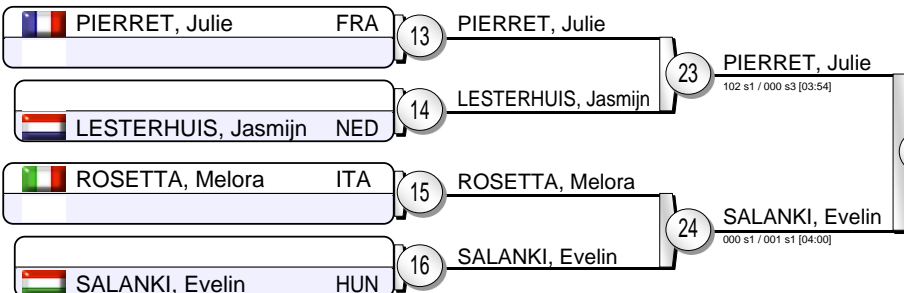 PIERRET, Julie FRA
13
PIERRET, Julie
23
PIERRET, Julie
102 s1 / 000 s3 [03:54]
LESTERHUIS, Jasmijn NED
14
LESTERHUIS, Jasmijn
ROSETTA, Melora ITA
15
ROSETTA, Melora
24
SALANKI, Evelin
000 s1 / 001 s1 [04:00]
SALANKI, Evelin HUN
16
SALANKI, Evelin